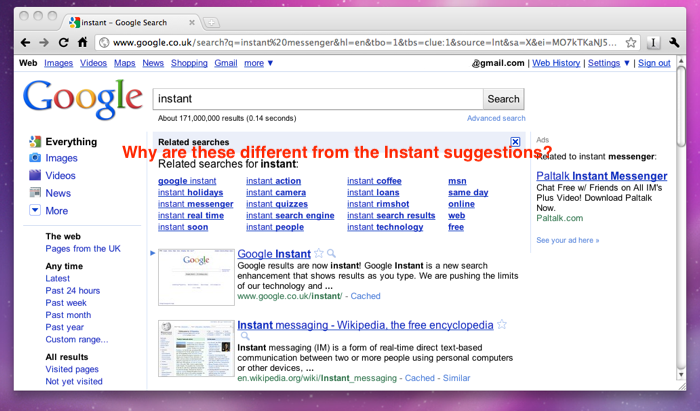 instant – Google Search
www.google.co.uk/search?q=instant%20messenger&hl=en&tbo=1&tbs=clue:1&source=lnt&sa=X&ei=MO7kTKaNJ5...
Web Images Videos Maps News Shopping Gmail more ▼
@gmail.com | Web History | Settings ▼ | Sign out
Google
instant
Search
About 171,000,000 results (0.14 seconds)
Advanced search
Everything
Images
Videos
News
More
The web
Pages from the UK
Any time
Latest
Past 24 hours
Past week
Past month
Past year
Custom range...
All results
Visited pages
Not yet visited
Related searches
Why are these different from the Instant suggestions?
Related searches for instant:
google instant instant action instant coffee msn
instant holidays instant camera instant loans same day
instant messenger instant quizzes instant rimshot online
instant real time instant search engine instant search results web
instant soon instant people instant technology free
Google Instant
Google results are now instant! Google Instant is a new search
enhancement that shows results as you type. We are pushing the limits
of our technology and ...
www.google.co.uk/instant/ - Cached
Instant messaging - Wikipedia, the free encyclopedia
Instant messaging (IM) is a form of real-time direct text-based
communication between two or more people using personal computers
or other devices, ...
en.wikipedia.org/wiki/Instant_messaging - Cached - Similar
Ads
Related to instant messenger:
Paltalk Instant Messenger
Chat Free w/ Friends on All IM's
Plus Video! Download Paltalk
Now.
Paltalk.com
See your ad here »